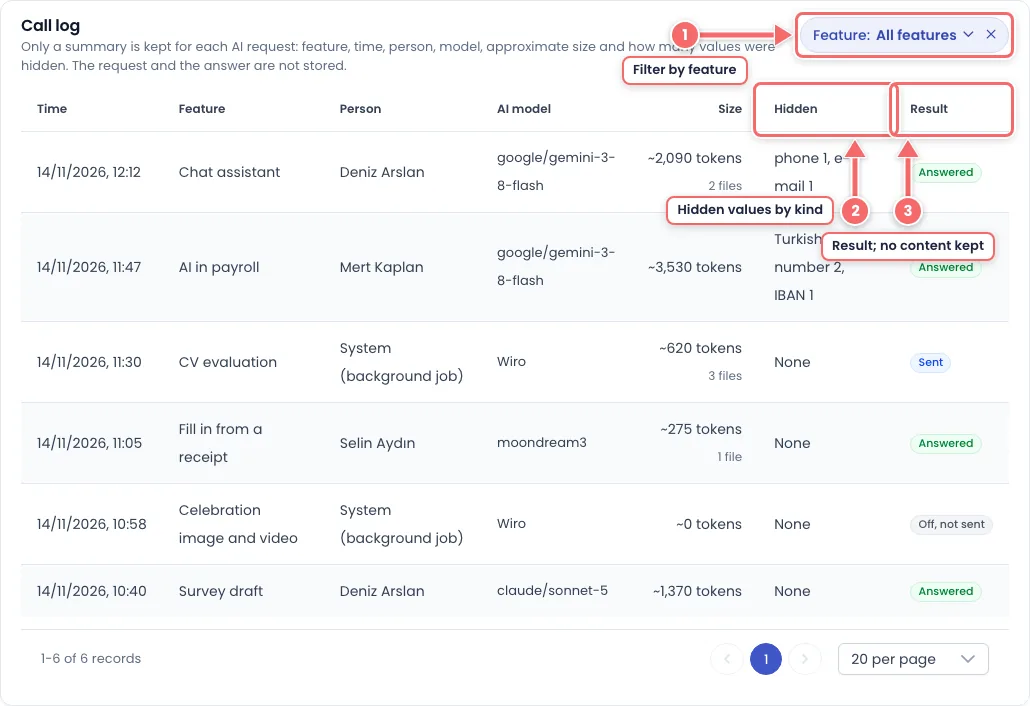 Call log
Only a summary is kept for each AI request: feature, time, person, model, approximate size and how many values were
hidden. The request and the answer are not stored.
1
Feature: All features
Filter by feature
Time Feature Person AI model Size Hidden Result
14/11/2026, 12:12 Chat assistant Deniz Arslan google/gemini-3-
8-flash ~2,090 tokens
2 files phone 1, e-
mail 1 Answered
Hidden values by kind
2
3
Result; no content kept
14/11/2026, 11:47 AI in payroll Mert Kaplan google/gemini-3-
8-flash ~3,530 tokens Turkish
number 2,
IBAN 1 Answered
14/11/2026, 11:30 CV evaluation System
(background job) Wiro ~620 tokens
3 files None Sent
14/11/2026, 11:05 Fill in from a
receipt Selin Aydın moondream3 ~275 tokens
1 file None Answered
14/11/2026, 10:58 Celebration
image and video System
(background job) Wiro ~0 tokens None Off, not sent
14/11/2026, 10:40 Survey draft Deniz Arslan claude/sonnet-5 ~1,370 tokens None Answered
1-6 of 6 records
1
20 per page